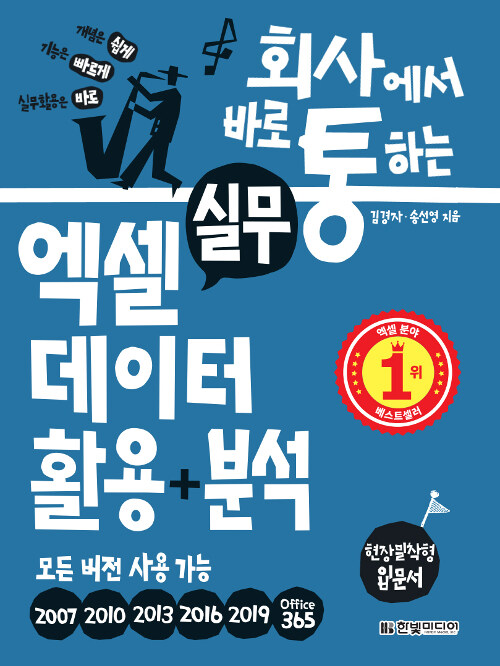 개념은 쉽게
기능은 빠르게
실무활용은 바로
회사에서
바로 통하는
김경자·송선영 지음
실무
엑셀
데이터
활용+분석
엑셀 분야
1위
베스트셀러
현장밀착형
입문서
모든 버전 사용 가능
2007 2010 2013 2016 2019 Office 365
한빛미디어